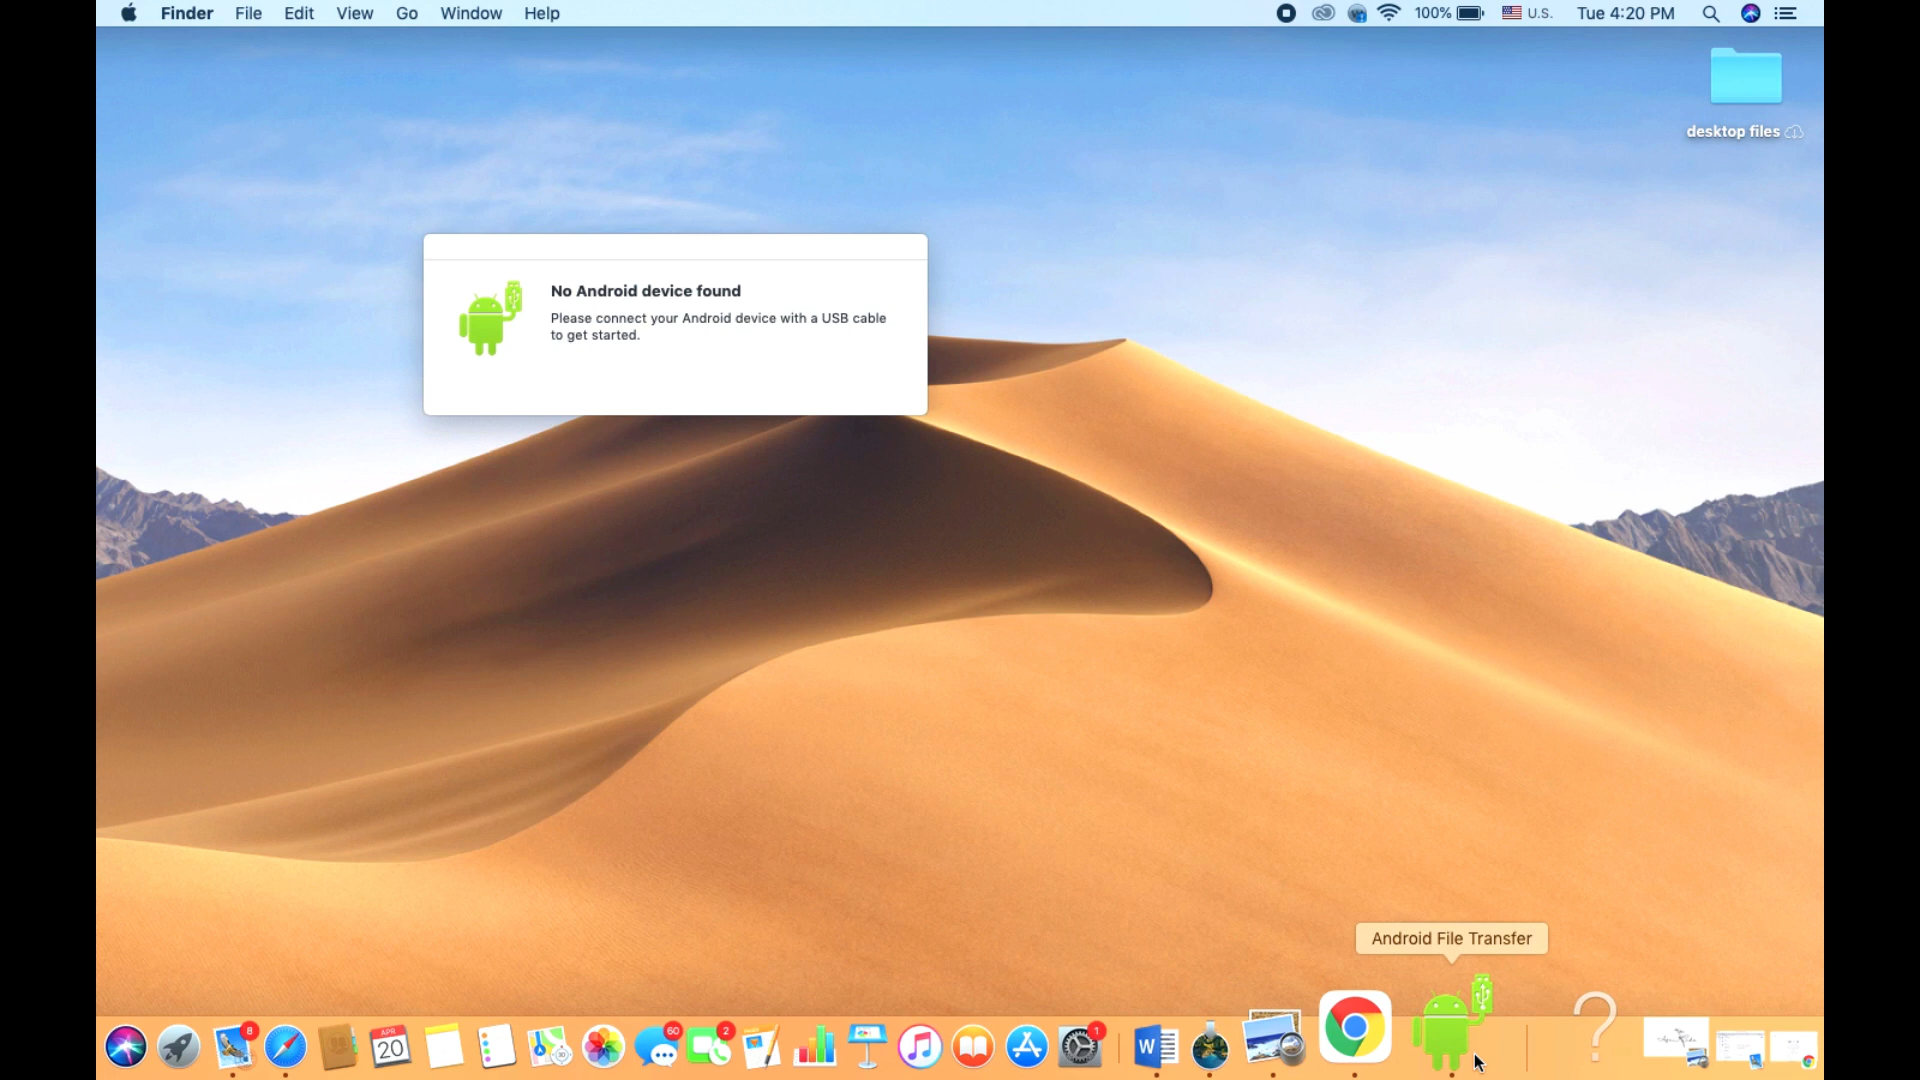 Finder File Edit View Go Window Help 100% U.S. Tue 4:20 PM
desktop files
No Android device found
Please connect your Android device with a USB cable
to get started.
Android File Transfer
8 APR 20 60 2 1 W